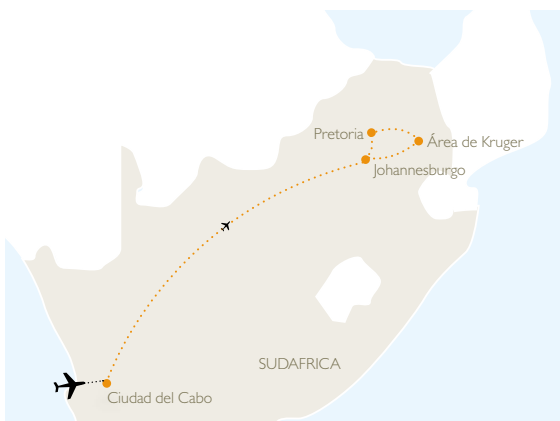 Pretoria
Área de Kruger
Johannesburgo
SUDAFRICA
Ciudad del Cabo